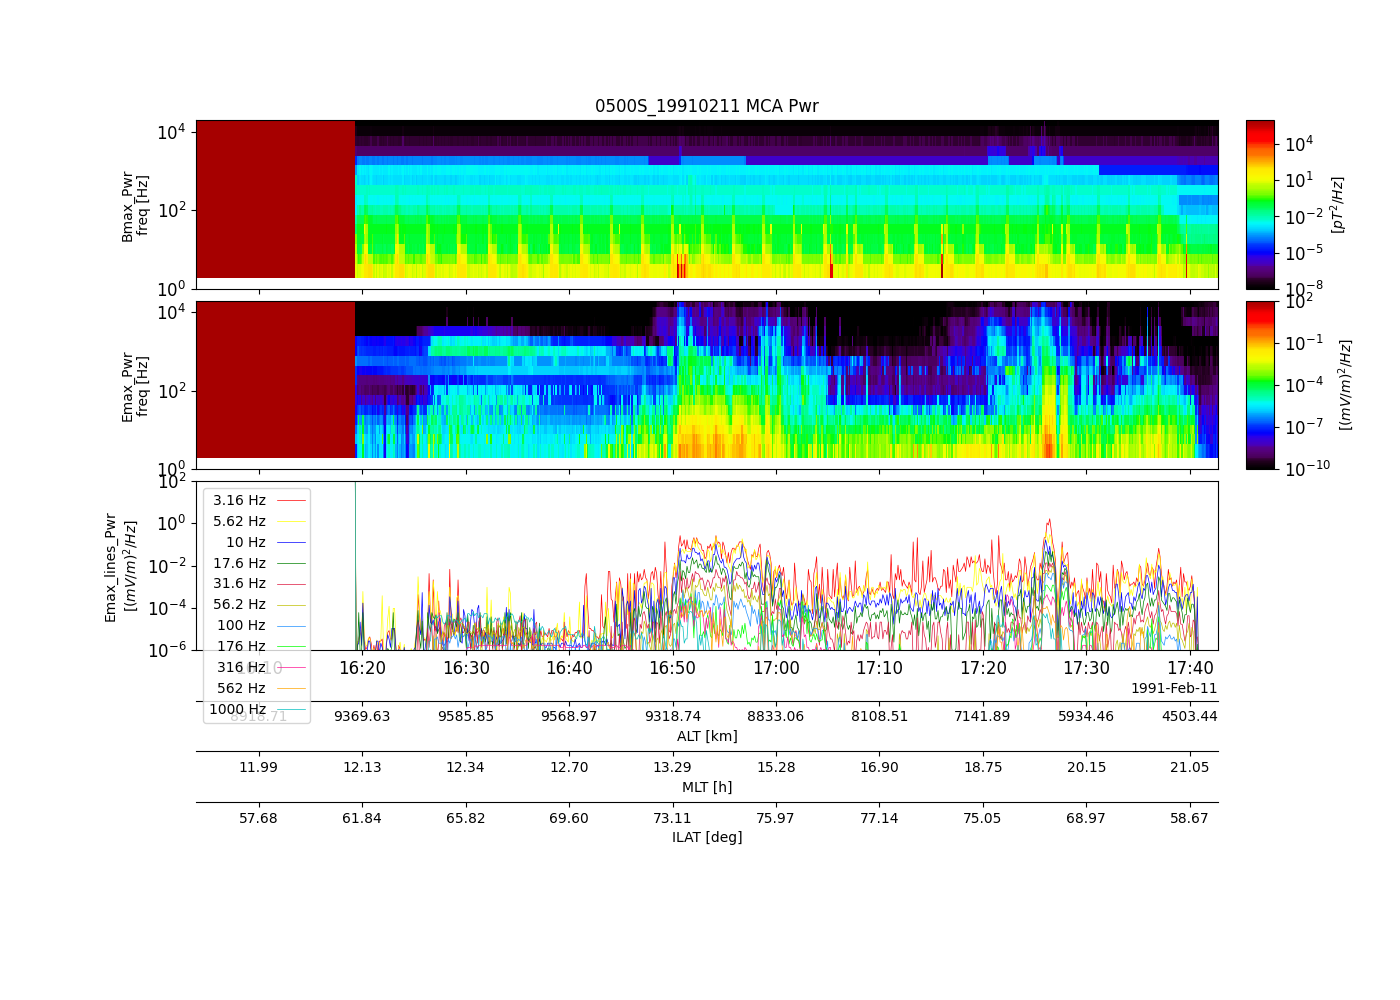 0500S_19910211 MCA Pwr
Bmax_Pwr
freq [Hz]
10^4
10^2
10^0
10^4
10^1
10^-2
10^-5
10^-8
[pT^2/Hz]
Emax_Pwr
freq [Hz]
10^4
10^2
10^0
10^2
10^-1
10^-4
10^-7
10^-10
[(mV/m)^2/Hz]
Emax_lines_Pwr
[(mV/m)^2/Hz]
10^2
10^0
10^-2
10^-4
10^-6
3.16 Hz
5.62 Hz
10 Hz
17.6 Hz
31.6 Hz
56.2 Hz
100 Hz
176 Hz
316 Hz
562 Hz
1000 Hz
16:10 16:20 16:30 16:40 16:50 17:00 17:10 17:20 17:30 17:40
1991-Feb-11
8918.71 9369.63 9585.85 9568.97 9318.74 8833.06 8108.51 7141.89 5934.46 4503.44
ALT [km]
11.99 12.13 12.34 12.70 13.29 15.28 16.90 18.75 20.15 21.05
MLT [h]
57.68 61.84 65.82 69.60 73.11 75.97 77.14 75.05 68.97 58.67
ILAT [deg]